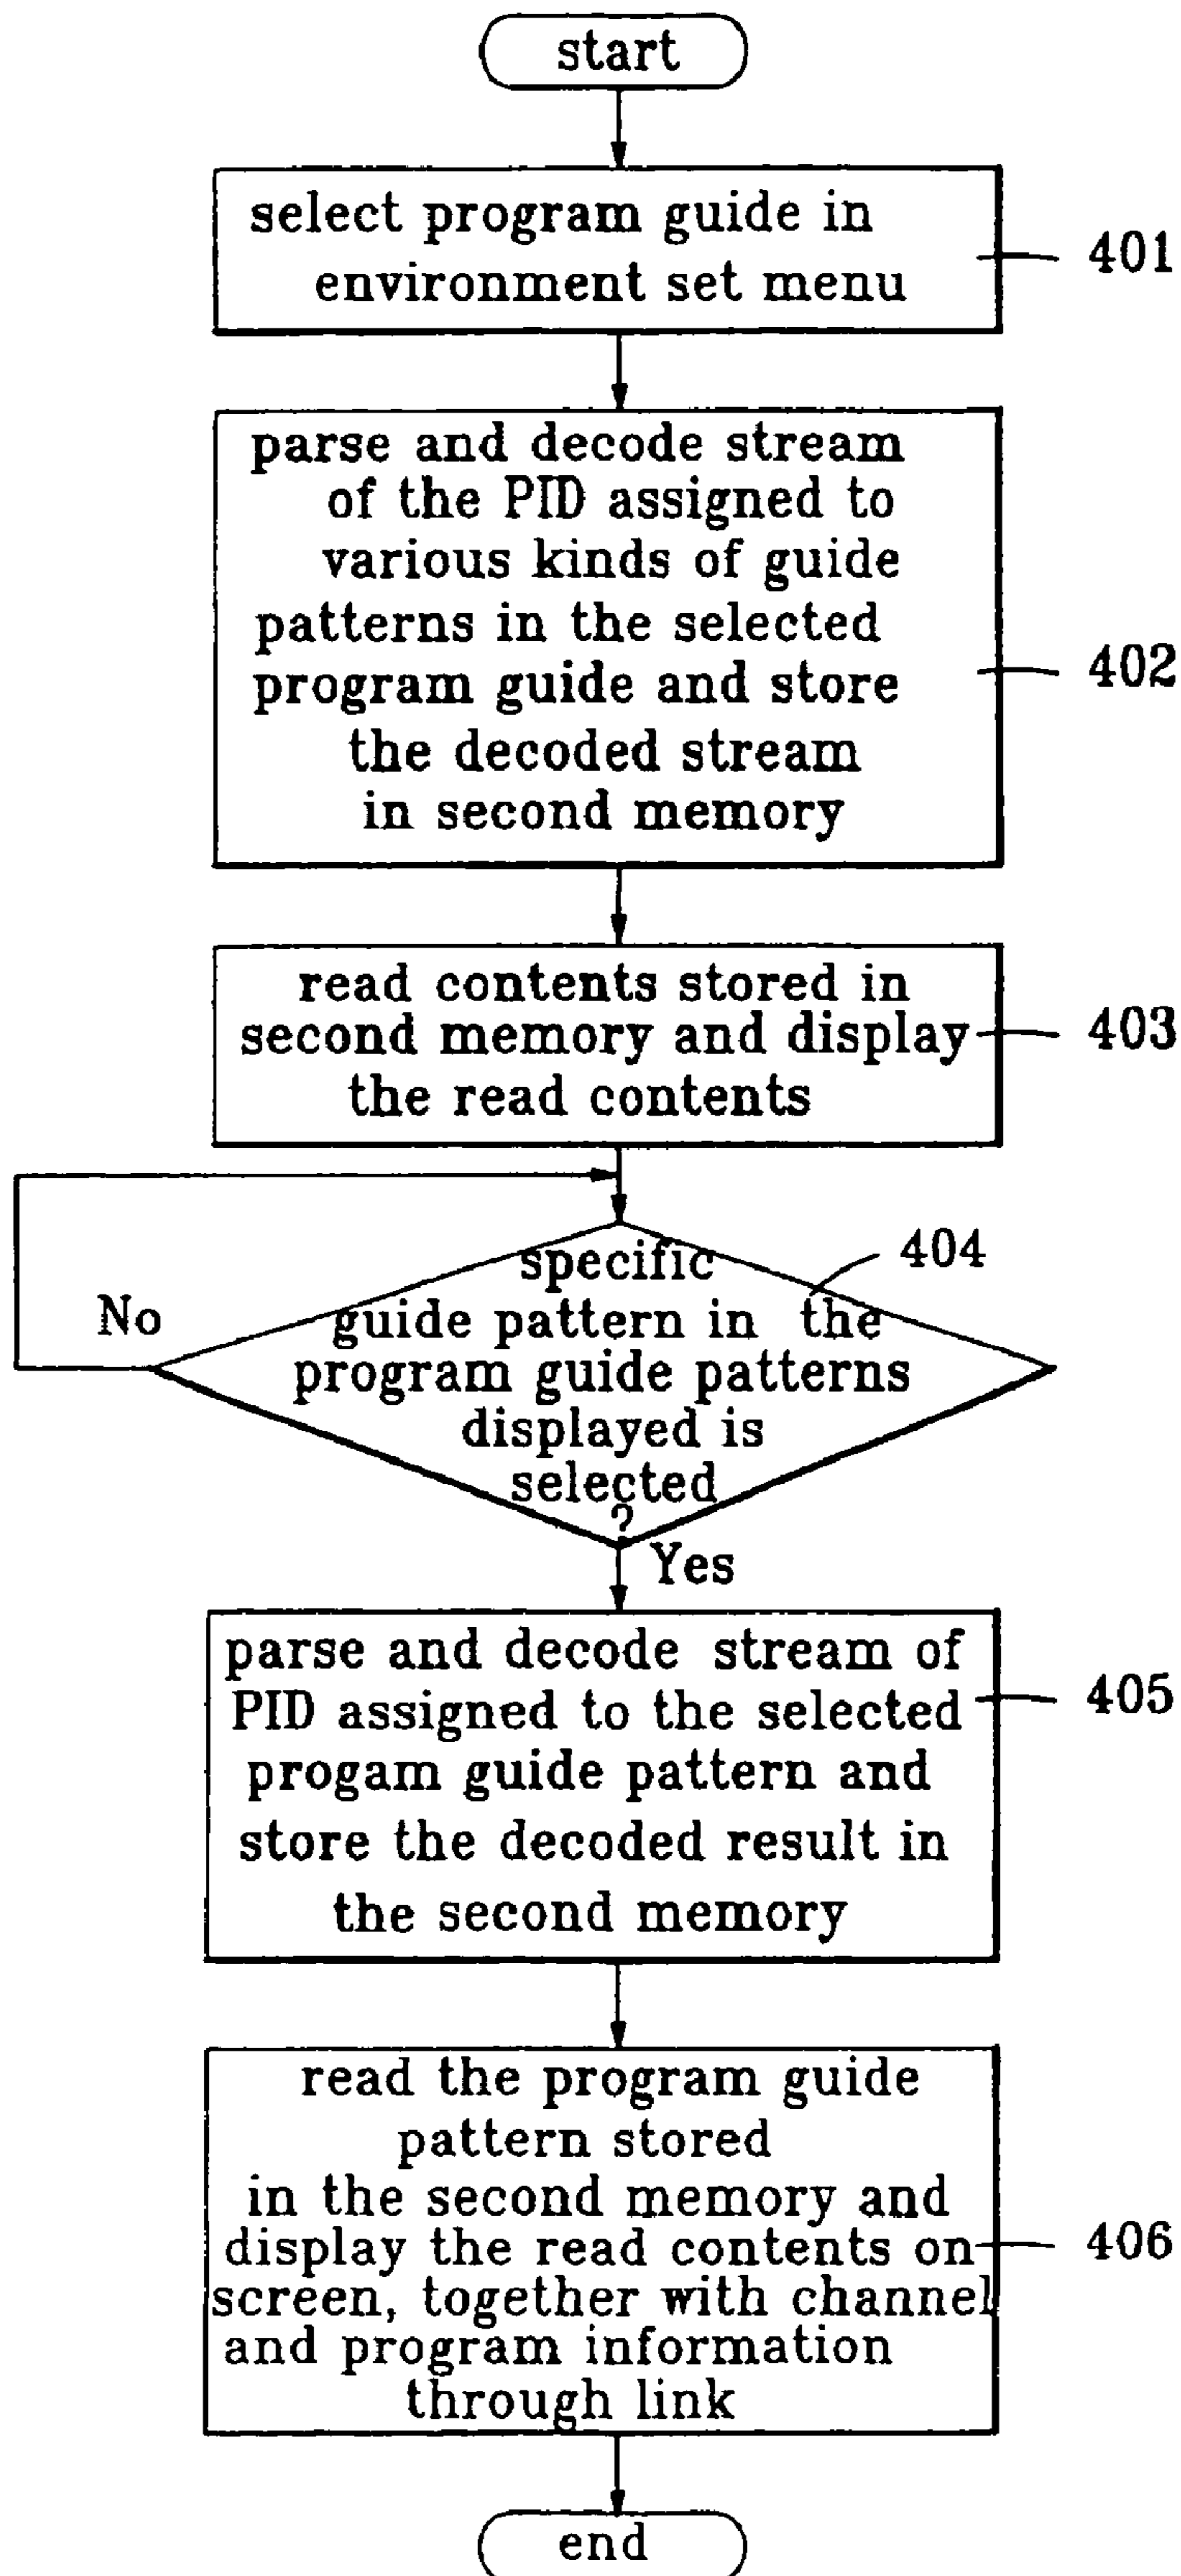 start
select program guide in
environment set menu
401
parse and decode stream
of the PID assigned to
various kinds of guide
patterns in the selected
program guide and store
the decoded stream
in second memory
402
read contents stored in
second memory and display
the read contents
403
specific
guide pattern in the
program guide patterns
displayed is
selected
?
404
No
Yes
parse and decode stream of
PID assigned to the selected
progam guide pattern and
store the decoded result in
the second memory
405
read the program guide
pattern stored
in the second memory and
display the read contents on
screen, together with channel
and program information
through link
406
end